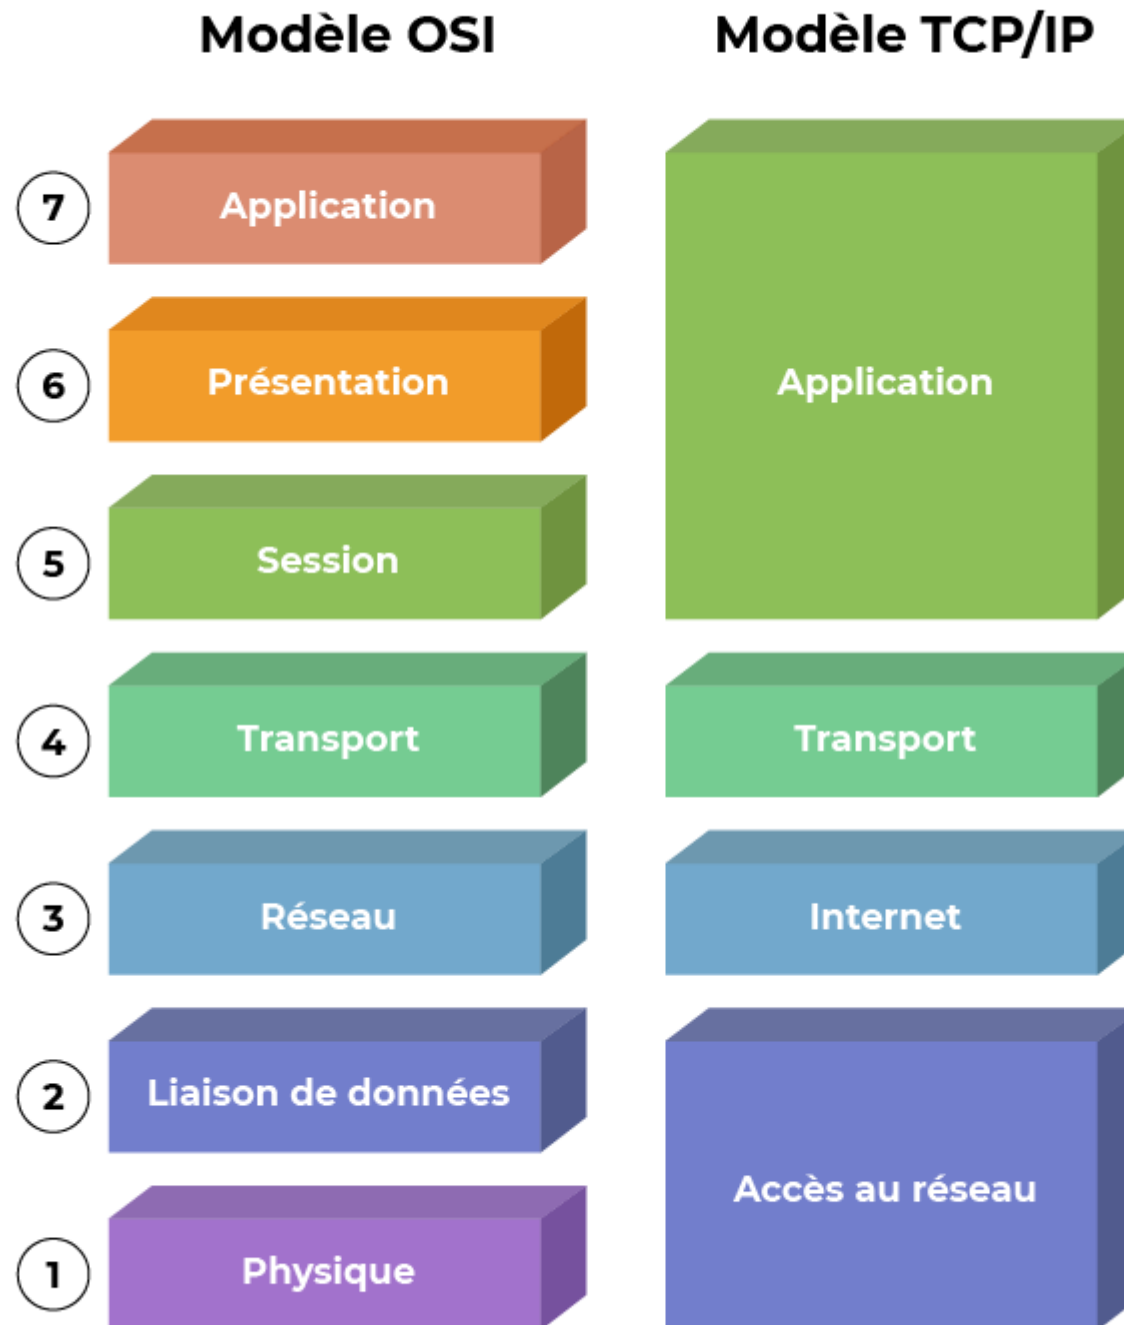 Modèle OSI
Modèle TCP/IP
7
Application
6
Présentation
Application
5
Session
4
Transport
Transport
3
Réseau
Internet
2
Liaison de données
Accès au réseau
1
Physique